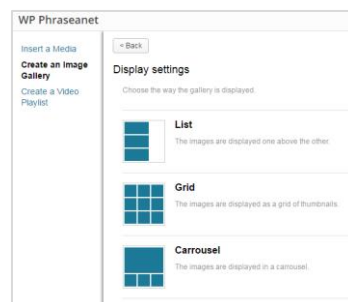 WP Phraseanet
Insert a Media
Create an Image
Gallery
Create a Video
Playlist
< Back
Display settings
Choose the way the gallery is displayed.
List
The images are displayed one above the other.
Grid
The images are displayed as a grid of thumbnails.
Carrousel
The images are displayed in a carrousel.